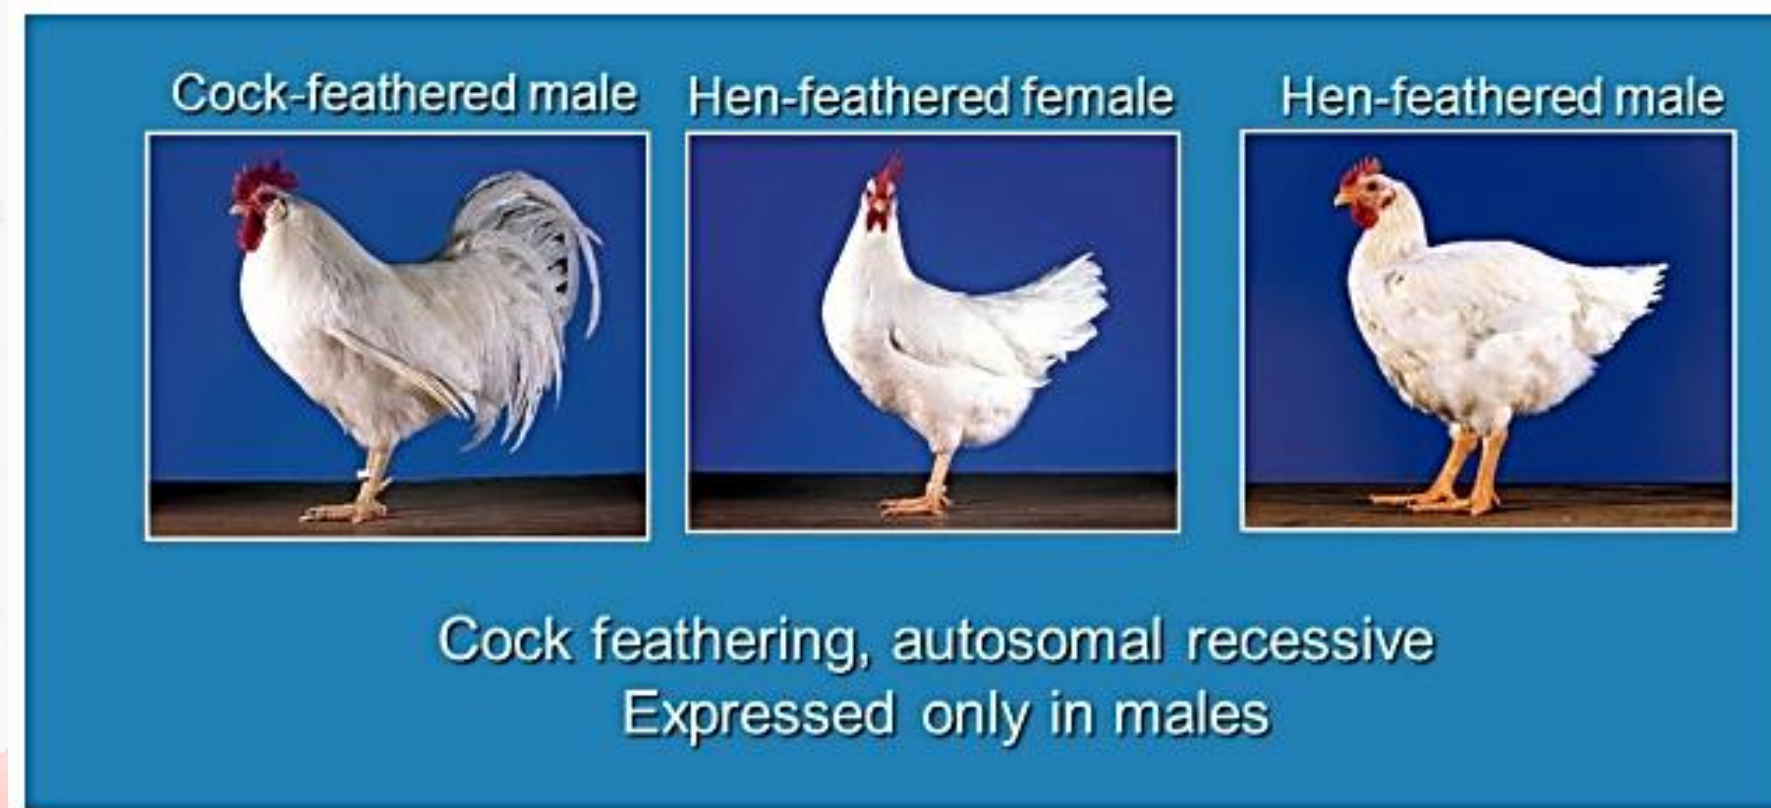 Cock-feathered male
Hen-feathered female
Hen-feathered male
Cock feathering, autosomal recessive
Expressed only in males